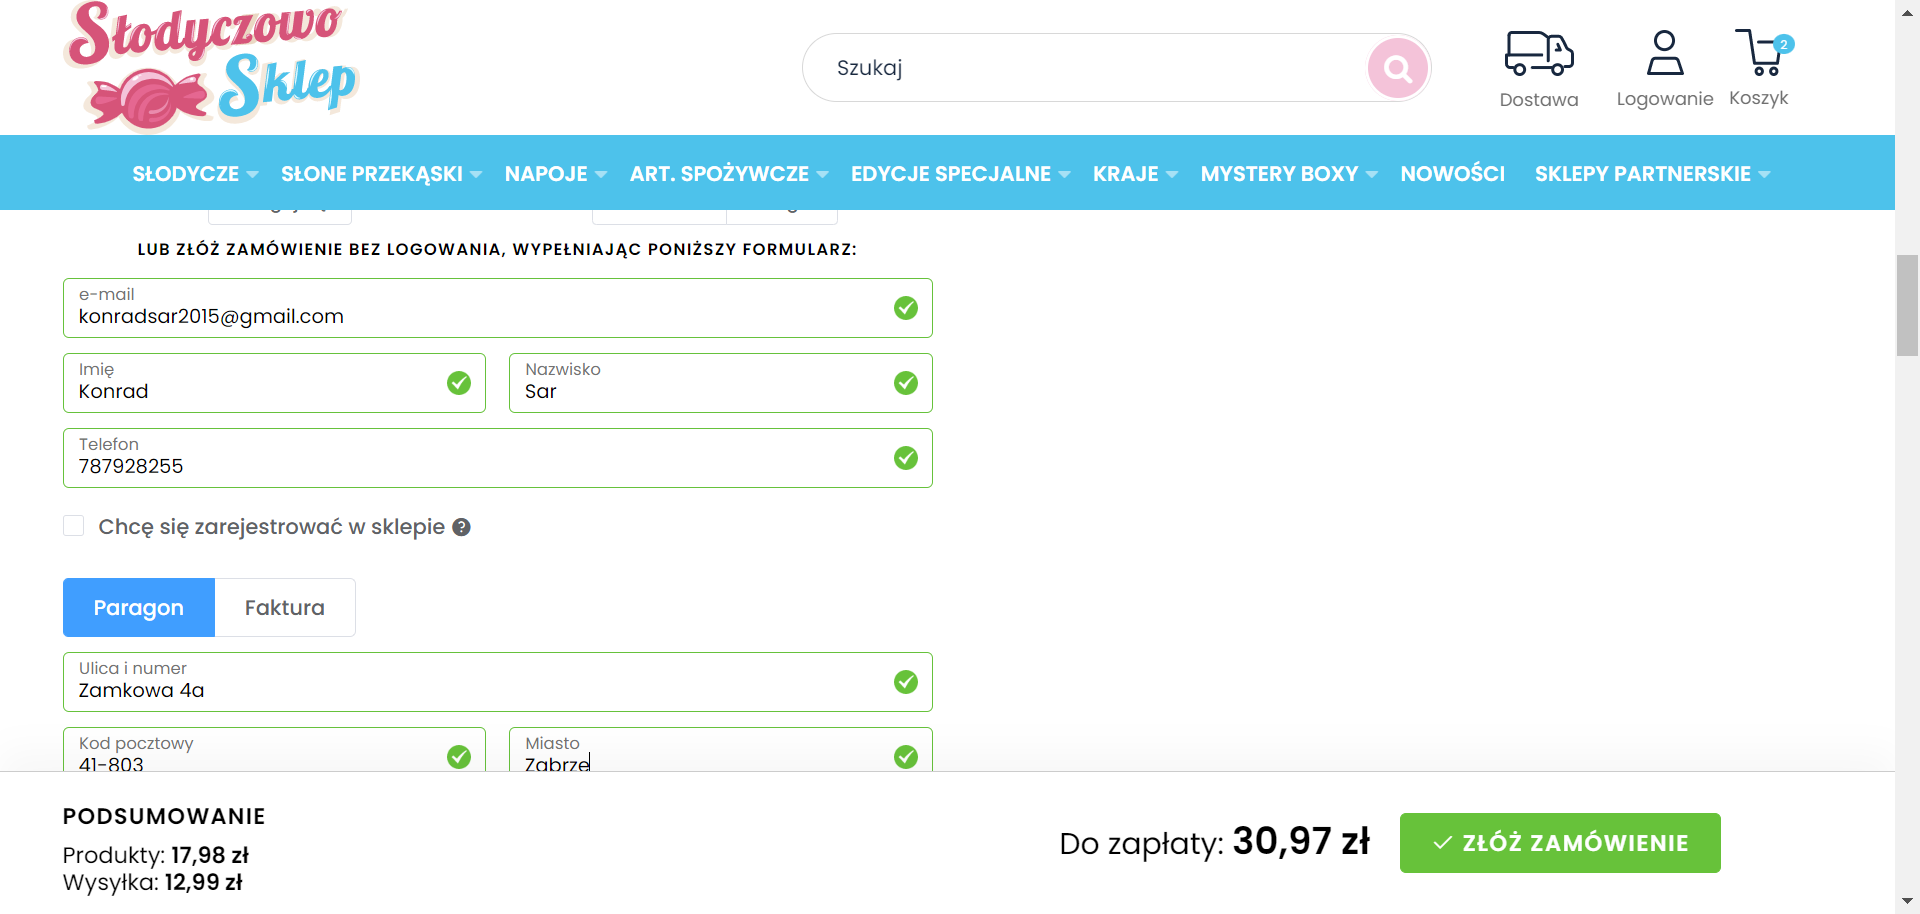 Słodyczowo
Sklep
Szukaj
2
Dostawa
Logowanie
Koszyk
SŁODYCZE
SŁONE PRZEKĄSKI
NAPOJE
ART. SPOŻYWCZE
EDYCJE SPECJALNE
KRAJE
MYSTERY BOXY
NOWOŚCI
SKLEPY PARTNERSKIE
LUB ZŁÓŻ ZAMÓWIENIE BEZ LOGOWANIA, WYPEŁNIAJĄC PONIŻSZY FORMULARZ:
e-mail
konradsar2015@gmail.com
Imię
Konrad
Nazwisko
Sar
Telefon
787928255
Chcę się zarejestrować w sklepie ?
Paragon
Faktura
Ulica i numer
Zamkowa 4a
Kod pocztowy
41-803
Miasto
Zabrze
PODSUMOWANIE
Produkty: 17,98 zł
Wysyłka: 12,99 zł
Do zapłaty: 30,97 zł
ZŁÓŻ ZAMÓWIENIE